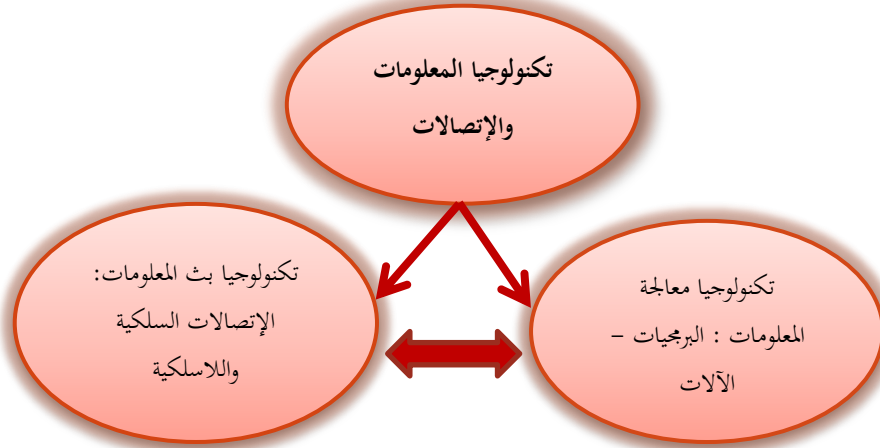 تكنولوجيا المعلومات
والإتصالات
تكنولوجيا معالجة
المعلومات : البرمجيات –
الآلات
تكنولوجيا بث المعلومات:
الإتصالات السلكية
واللاسلكية